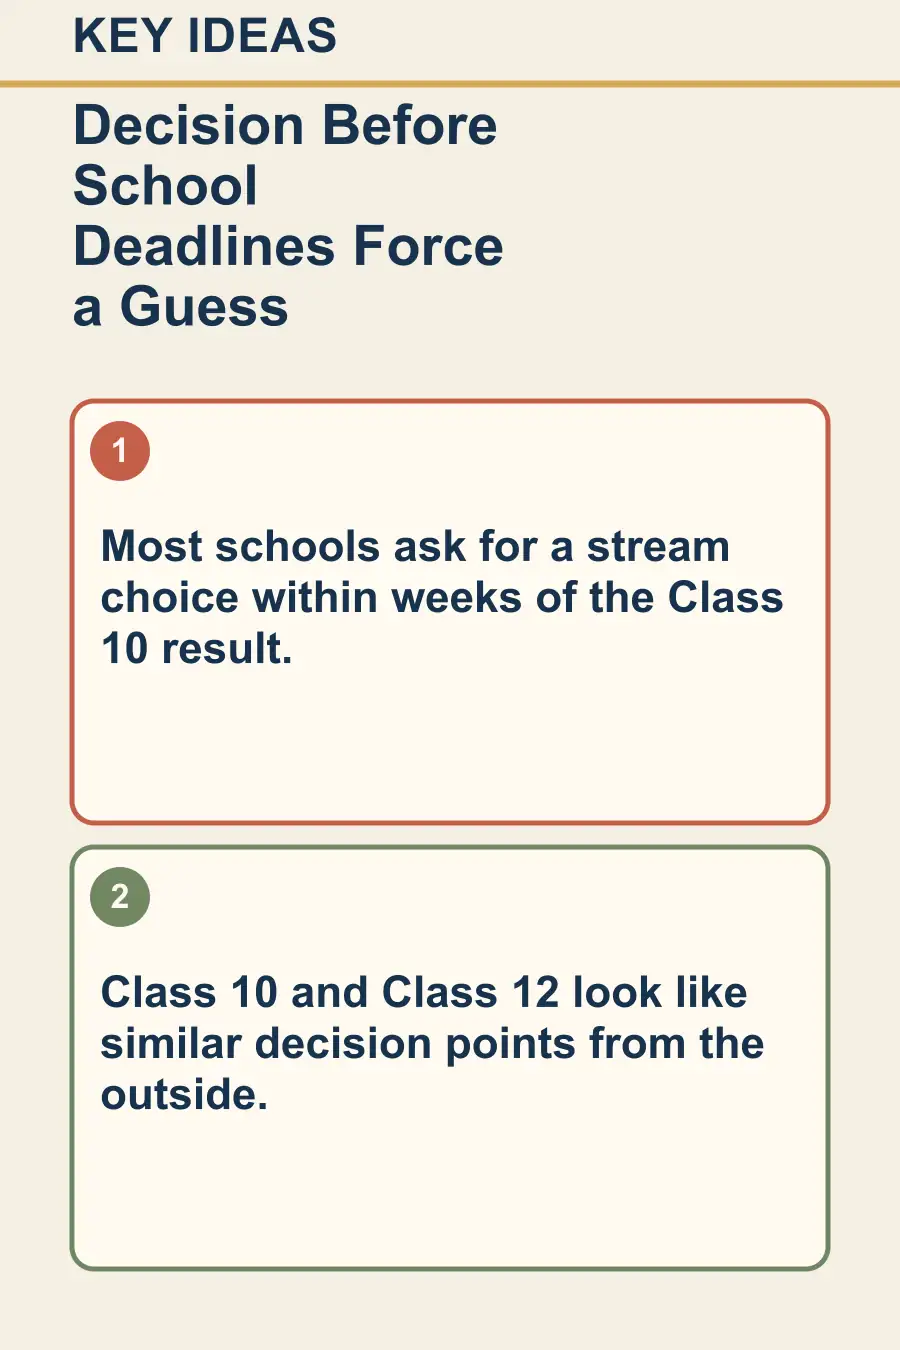 KEY IDEAS
Decision Before
School
Deadlines Force
a Guess
1
Most schools ask for a stream
choice within weeks of the Class
10 result.
2
Class 10 and Class 12 look like
similar decision points from the
outside.